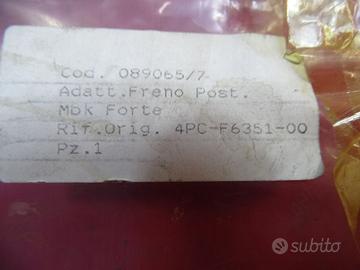 Cod. 089065/7
Adatt.Freno Post.
Mbk Forte
Rif.Orig. 4PC-F6351-00
Pz.1
subito